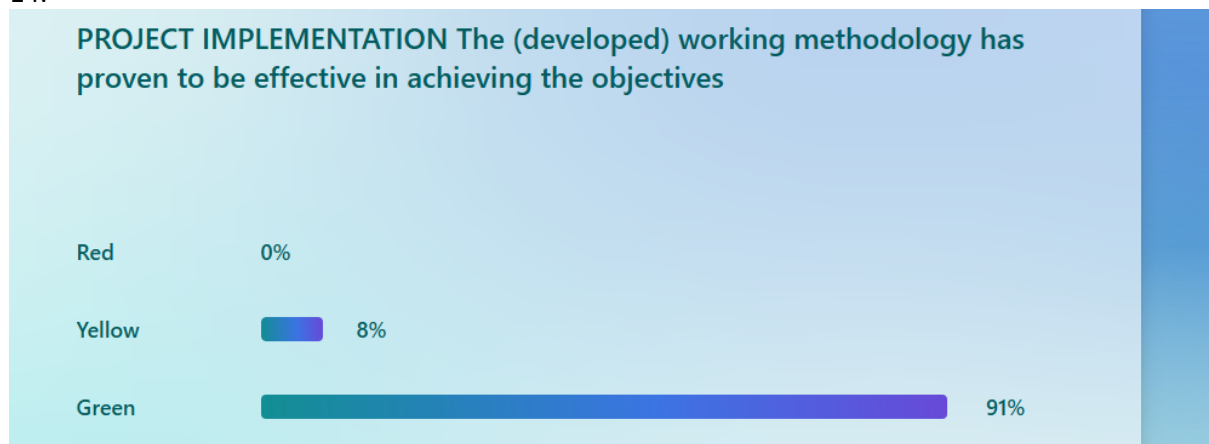 PROJECT IMPLEMENTATION The (developed) working methodology has
proven to be effective in achieving the objectives
Red 0%
Yellow 8%
Green 91%